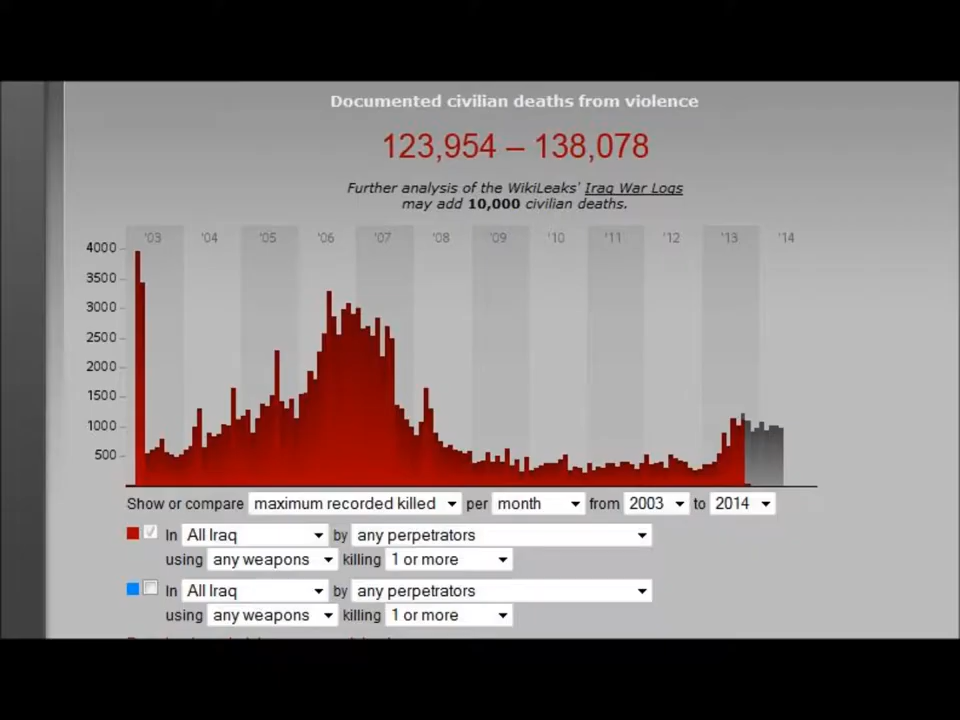 Documented civilian deaths from violence
123,954 – 138,078
Further analysis of the WikiLeaks' Iraq War Logs
may add 10,000 civilian deaths.
'03 '04 '05 '06 '07 '08 '09 '10 '11 '12 '13 '14
4000
3500
3000
2500
2000
1500
1000
500
Show or compare maximum recorded killed per month from 2003 to 2014
In All Iraq by any perpetrators
using any weapons killing 1 or more
In All Iraq by any perpetrators
using any weapons killing 1 or more